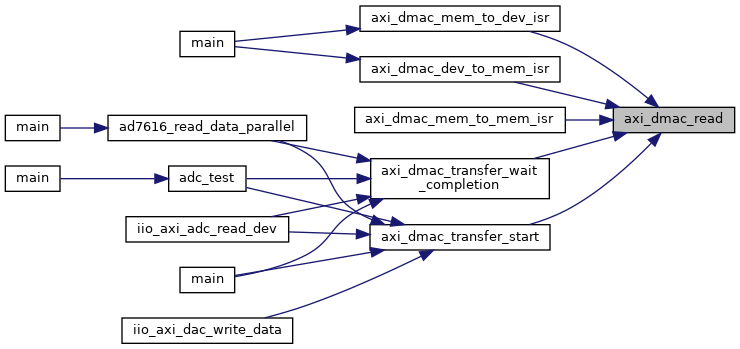 axi_dmac_mem_to_dev_isr
main
axi_dmac_dev_to_mem_isr
axi_dmac_mem_to_mem_isr
axi_dmac_read
main
ad7616_read_data_parallel
main
adc_test
axi_dmac_transfer_wait
_completion
iio_axi_adc_read_dev
axi_dmac_transfer_start
main
iio_axi_dac_write_data